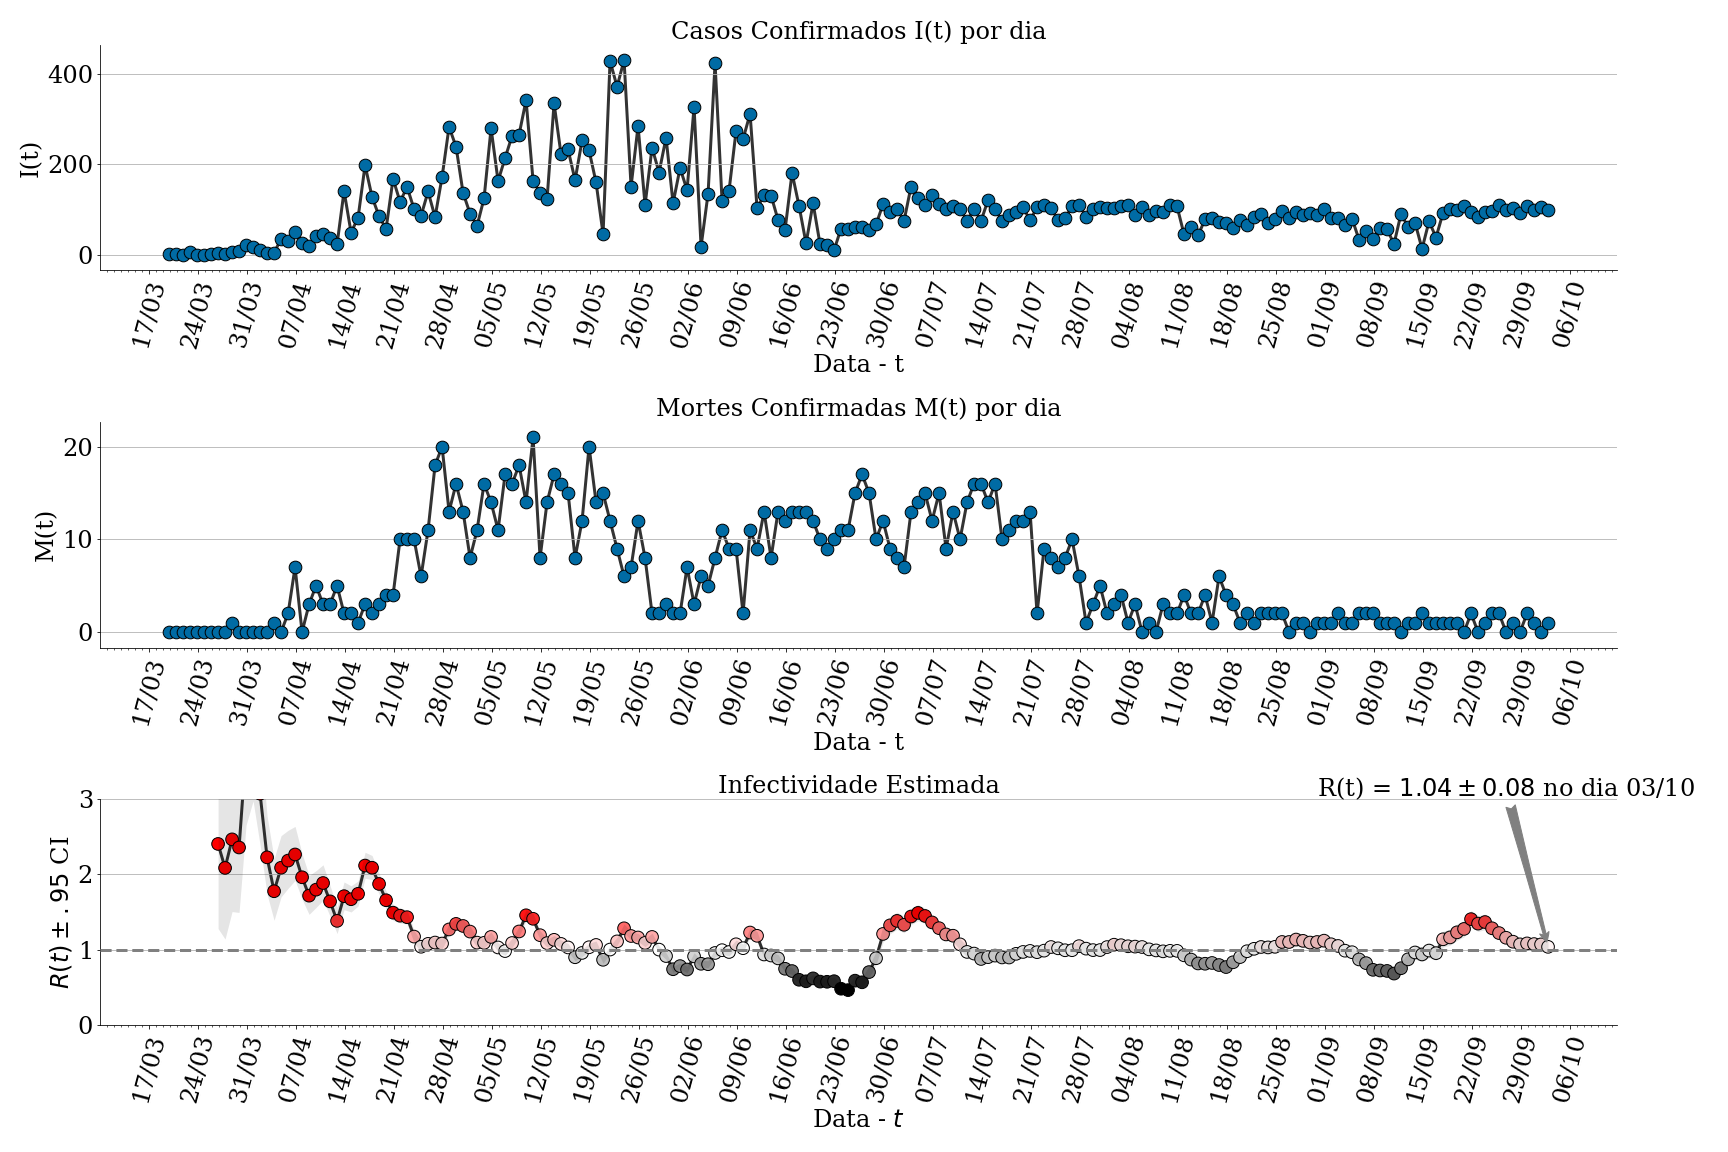 Casos Confirmados I(t) por dia
400
200
0
I(t)
17/03 24/03 31/03 07/04 14/04 21/04 28/04 05/05 12/05 19/05 26/05 02/06 09/06 16/06 23/06 30/06 07/07 14/07 21/07 28/07 04/08 11/08 18/08 25/08 01/09 08/09 15/09 22/09 29/09 06/10
Data - t
Mortes Confirmadas M(t) por dia
20
10
0
M(t)
17/03 24/03 31/03 07/04 14/04 21/04 28/04 05/05 12/05 19/05 26/05 02/06 09/06 16/06 23/06 30/06 07/07 14/07 21/07 28/07 04/08 11/08 18/08 25/08 01/09 08/09 15/09 22/09 29/09 06/10
Data - t
Infectividade Estimada
R(t) = 1.04 ± 0.08 no dia 03/10
3
2
1
0
R(t) ± .95 CI
17/03 24/03 31/03 07/04 14/04 21/04 28/04 05/05 12/05 19/05 26/05 02/06 09/06 16/06 23/06 30/06 07/07 14/07 21/07 28/07 04/08 11/08 18/08 25/08 01/09 08/09 15/09 22/09 29/09 06/10
Data - t